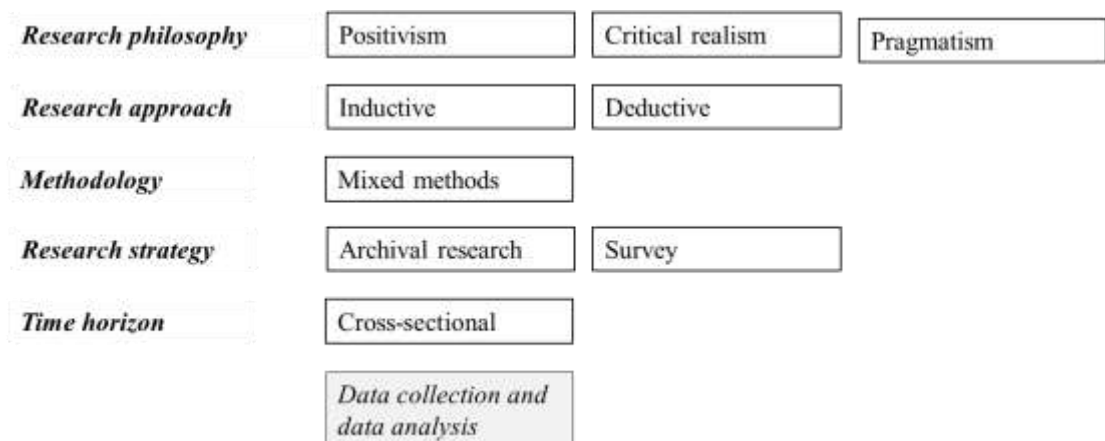 Research philosophy Positivism Critical realism Pragmatism
Research approach Inductive Deductive
Methodology Mixed methods
Research strategy Archival research Survey
Time horizon Cross-sectional
Data collection and
data analysis